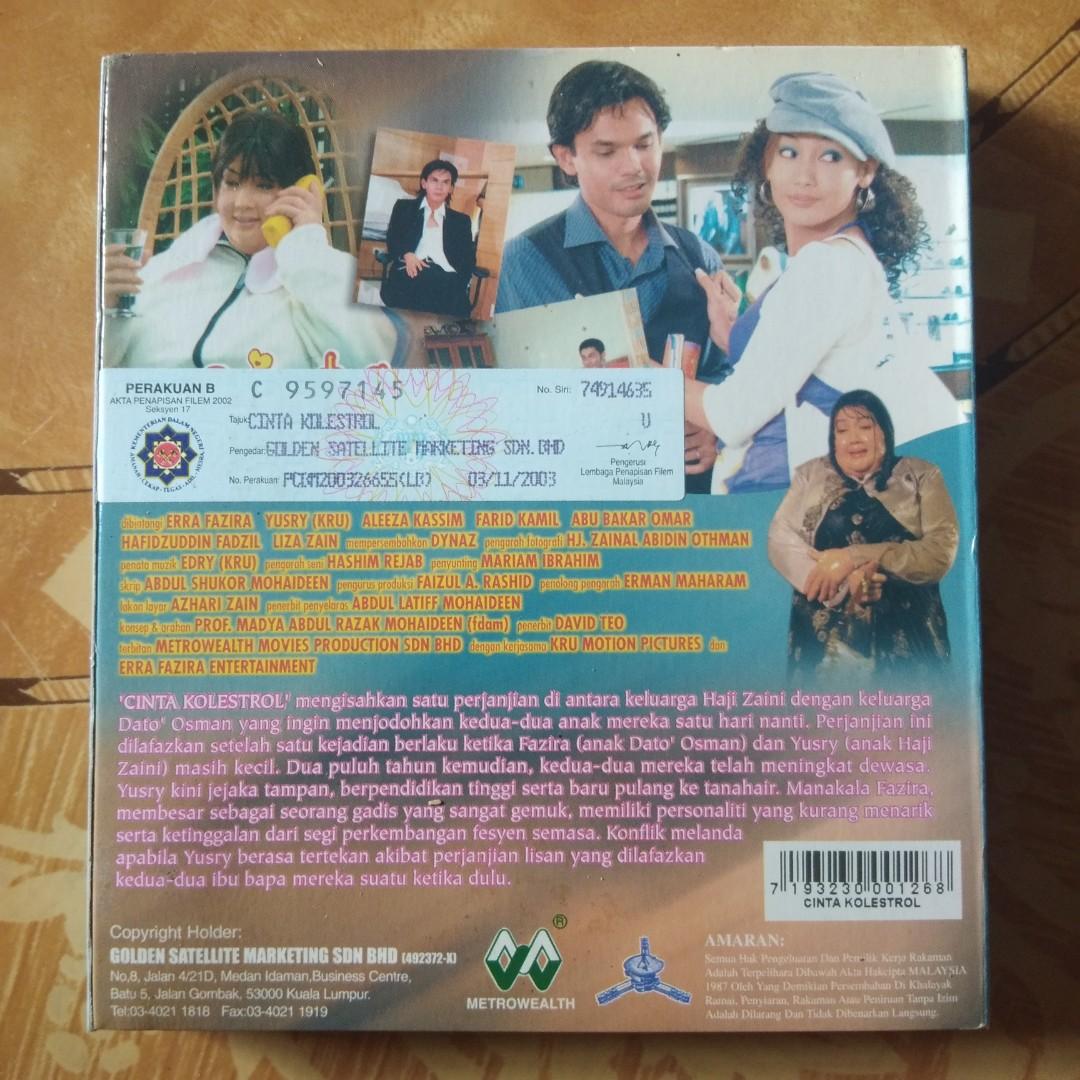 PERAKUAN B
AKTA PENAPISAN FILEM 2002
Seksyen 17
KEMENTERIAN DALAM NEGERI
C 9597145
No. Siri: 74914635
Tajuk: CINTA KOLESTROL
U
Pengedar: GOLDEN SATELLITE MARKETING SDN.BHD
Pengerusi
Lembaga Penapisan Filem
Malaysia
No. Perakuan: 03/11/2003
dibintangi ERRA FAZIRA YUSRY (KRU) ALEEZA KASSIM FARID KAMIL ABU BAKAR OMAR
HAFIDZUDDIN FADZIL LIZA ZAIN mempersembahkan DYNAZ pengarah fotografi HJ. ZAINAL ABIDIN OTHMAN
penata muzik EDRY (KRU) pengarah seni HASHIM REJAB penyunting MARIAM IBRAHIM
skrip ABDUL SHUKOR MOHAIDEEN pengurus produksi FAIZUL A. RASHID penolong pengarah ERMAN MAHARAM
lakon layar AZHARI ZAIN penerbit penyelaras ABDUL LATIFF MOHAIDEEN
konsep & arahan PROF. MADYA ABDUL RAZAK MOHAIDEEN (fdam) penerbit DAVID TEO
terbitan METROWEALTH MOVIES PRODUCTION SDN BHD dengan kerjasama KRU MOTION PICTURES dan
ERRA FAZIRA ENTERTAINMENT
'CINTA KOLESTROL' mengisahkan satu perjanjian di antara keluarga Haji Zaini dengan keluarga
Dato' Osman yang ingin menjodohkan kedua-dua anak mereka satu hari nanti. Perjanjian ini
dilafazkan setelah satu kejadian berlaku ketika Fazira (anak Dato' Osman) dan Yusry (anak Haji
Zaini) masih kecil. Dua puluh tahun kemudian, kedua-dua mereka telah meningkat dewasa.
Yusry kini jejaka tampan, berpendidikan tinggi serta baru pulang ke tanahair. Manakala Fazira,
membesar sebagai seorang gadis yang sangat gemuk, memiliki personaliti yang kurang menarik
serta ketinggalan dari segi perkembangan fesyen semasa. Konflik melanda
apabila Yusry berasa tertekan akibat perjanjian lisan yang dilafazkan
kedua-dua ibu bapa mereka suatu ketika dulu.
7 193230 001268
CINTA KOLESTROL
Copyright Holder:
GOLDEN SATELLITE MARKETING SDN BHD (492372-X)
No,8, Jalan 4/21D, Medan Idaman,Business Centre,
Batu 5, Jalan Gombak, 53000 Kuala Lumpur.
Tel:03-4021 1818 Fax:03-4021 1919
®
METROWEALTH
AMARAN:
Semua Hak Pengeluaran Dan Pemilik Kerja Rakaman
Adalah Terpelihara Dibawah Akta Hakcipta MALAYSIA
1987 Oleh Yang Demikian Persembahan Di Khalayak
Ramai, Penyiaran, Rakaman Atau Peniruan Tanpa Izim
Adalah Dilarang Dan Tidak Dibenarkan Langsung.